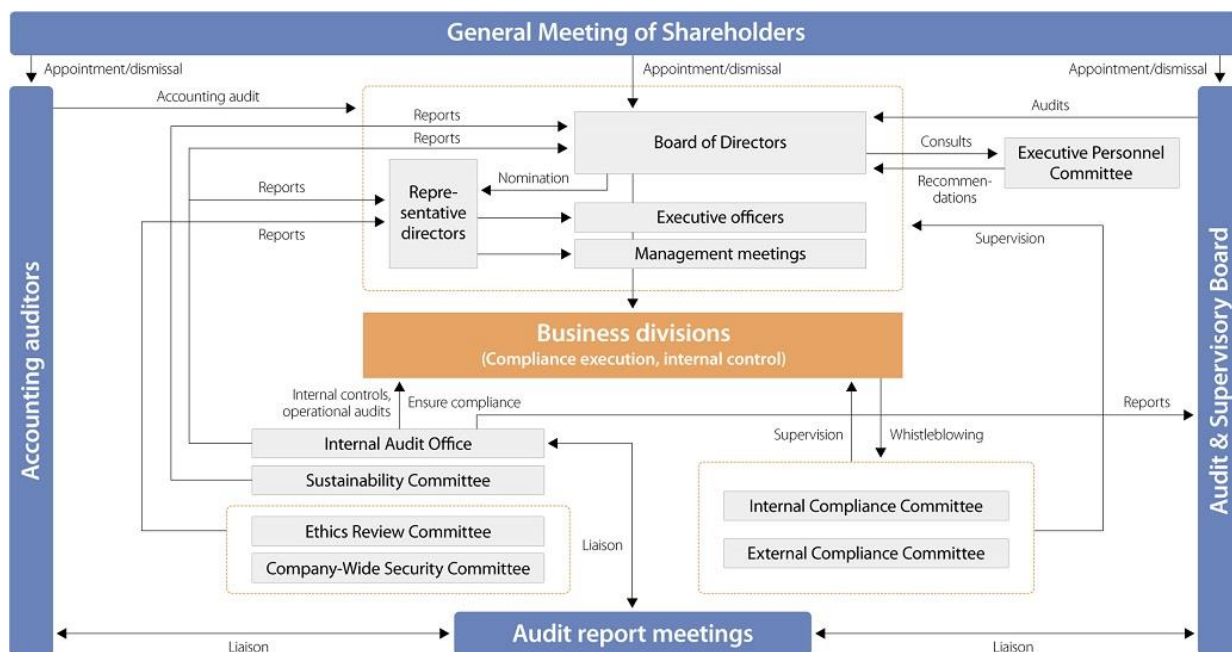 General Meeting of Shareholders
Appointment/dismissal
Appointment/dismissal
Appointment/dismissal
Accounting auditors
Accounting audit
Reports
Reports
Board of Directors
Audits
Consults
Executive Personnel
Committee
Recommen-
dations
Nomination
Reports
Reports
Repre-
sentative
directors
Executive officers
Management meetings
Supervision
Audit & Supervisory Board
Business divisions
(Compliance execution, internal control)
Internal controls,
operational audits
Ensure compliance
Reports
Supervision
Whistleblowing
Internal Audit Office
Sustainability Committee
Ethics Review Committee
Company-Wide Security Committee
Liaison
Internal Compliance Committee
External Compliance Committee
Audit report meetings
Liaison
Liaison